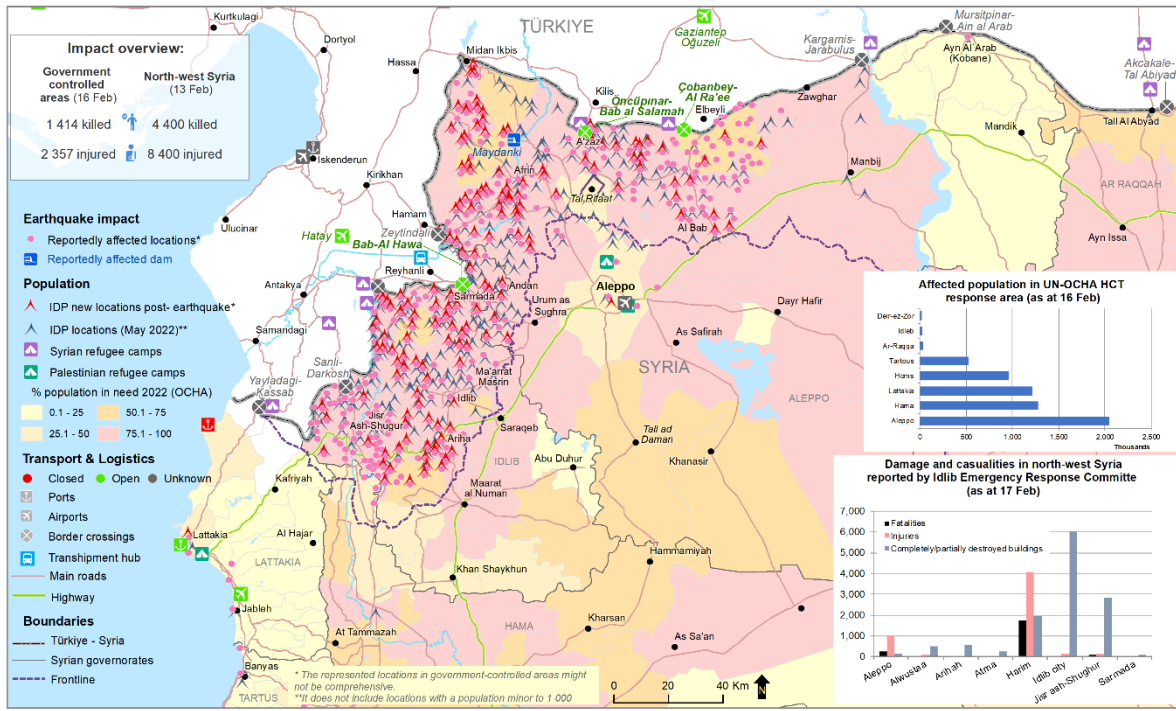 Impact overview:
Government
controlled
areas (16 Feb)
North-west Syria
(13 Feb)
1 414 killed
4 400 killed
2 357 injured
8 400 injured
Earthquake impact
Reportedly affected locations*
Reportedly affected dam
Population
IDP new locations post- earthquake*
IDP locations (May 2022)**
Syrian refugee camps
Palestinian refugee camps
% population in need 2022 (OCHA)
0.1 - 25
50.1 - 75
25.1 - 50
75.1 - 100
Transport & Logistics
Closed
Open
Unknown
Ports
Airports
Border crossings
Transhipment hub
Main roads
Highway
Boundaries
Türkiye - Syria
Syrian governorates
Frontline
Kurtkulagi
Dortyol
Hassa
Midan Ikbis
TÜRKIYE
Gaziantep
Oguzeli
Kargamis-
Jarabulus
Mursitpinar-
Ain al Arab
Ayn Al Arab
(Kobane)
Akcakale-
Tal Abiyad
Tall Al Abyad
Kilis
Öncüpinar-
Bab al Salamah
Çobanbey-
Al Ra'ee
Elbeyli
Zawghar
Mandik
A'zaz
Maydanki
Afrin
Manbij
AR RAQQAH
Iskenderun
Kirikhan
Tal Rifaat
Ulucinar
Hamam
Zeytindali
Al Bab
Ayn Issa
Hatay
Bab-Al Hawa
Reyhanli
Aleppo
Antakya
Sarmada
Andan
Urum as
Sughra
Dayr Hafir
Samandagi
As Safirah
SYRIA
Sanli-
Darkosh
Ma'arrat
Masrin
ALEPPO
Yayladagi-
Kassab
Idlib
Jisr
Ash-Shugur
Ariha
Saraqeb
Tall ad
Daman
IDLIB
Abu Duhur
Khanasir
Kafriyah
Maarat
al Numan
Lattakia
Al Hajar
Hammamiyah
LATTAKIA
Khan Shaykhun
Jableh
Kharsan
HAMA
At Tammazah
As Sa'an
Banyas
TARTUS
* The represented locations in government-controlled areas might
not be comprehensive.
**It does not include locations with a population minor to 1 000
0 20 40
Km
N
Affected population in UN-OCHA HCT
response area (as at 16 Feb)
Der-ez-Zor
Idleb
Ar-Raqqa
Tartous
Homs
Lattakia
Hama
Aleppo
0 500 1.000 1.500 2.000 2.500
Thousands
Damage and casualities in north-west Syria
reported by Idlib Emergency Response Committe
(as at 17 Feb)
7,000
6,000
5,000
4,000
3,000
2,000
1,000
0
Fatalities
Injuries
Completely/partially destroyed buildings
Aleppo
Alwustaa
Arihah
Atma
Harim
Idlib city
Jisr ash-Shughur
Sarmada